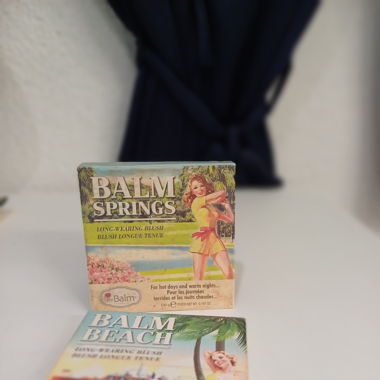 BALM
SPRINGS
LONG-WEARING BLUSH
BLUSH LONGUE TENUE
theBalm
For hot days and warm nights...
Pour les journées
torrides et les nuits chaudes...
BALM
BEACH
LONG-WEARING BLUSH
BLUSH LONGUE TENUE